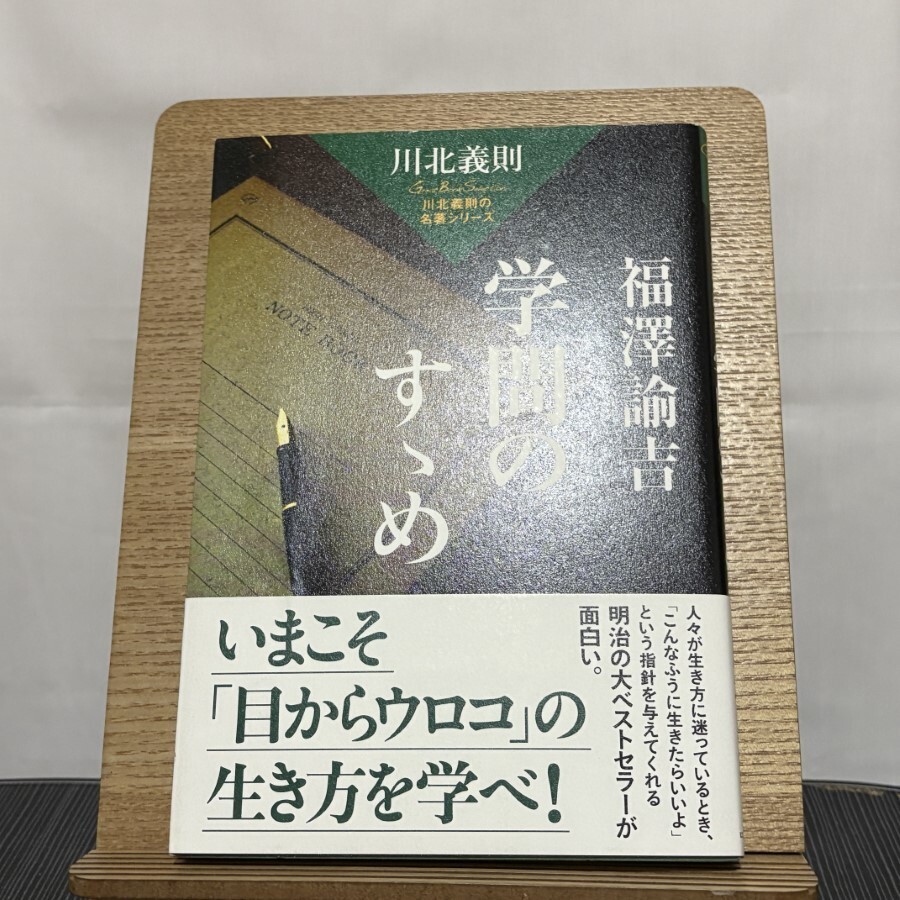 川北義則
Great Book Selection
川北義則の
名著シリーズ
福澤諭吉
学問の
すゝめ
NOTE BOOK
人々が生き方に迷っているとき、
「こんなふうに生きたらいいよ」
という指針を与えてくれる
明治の大ベストセラーが
面白い。
いまこそ
「目からウロコ」の
生き方を学べ!